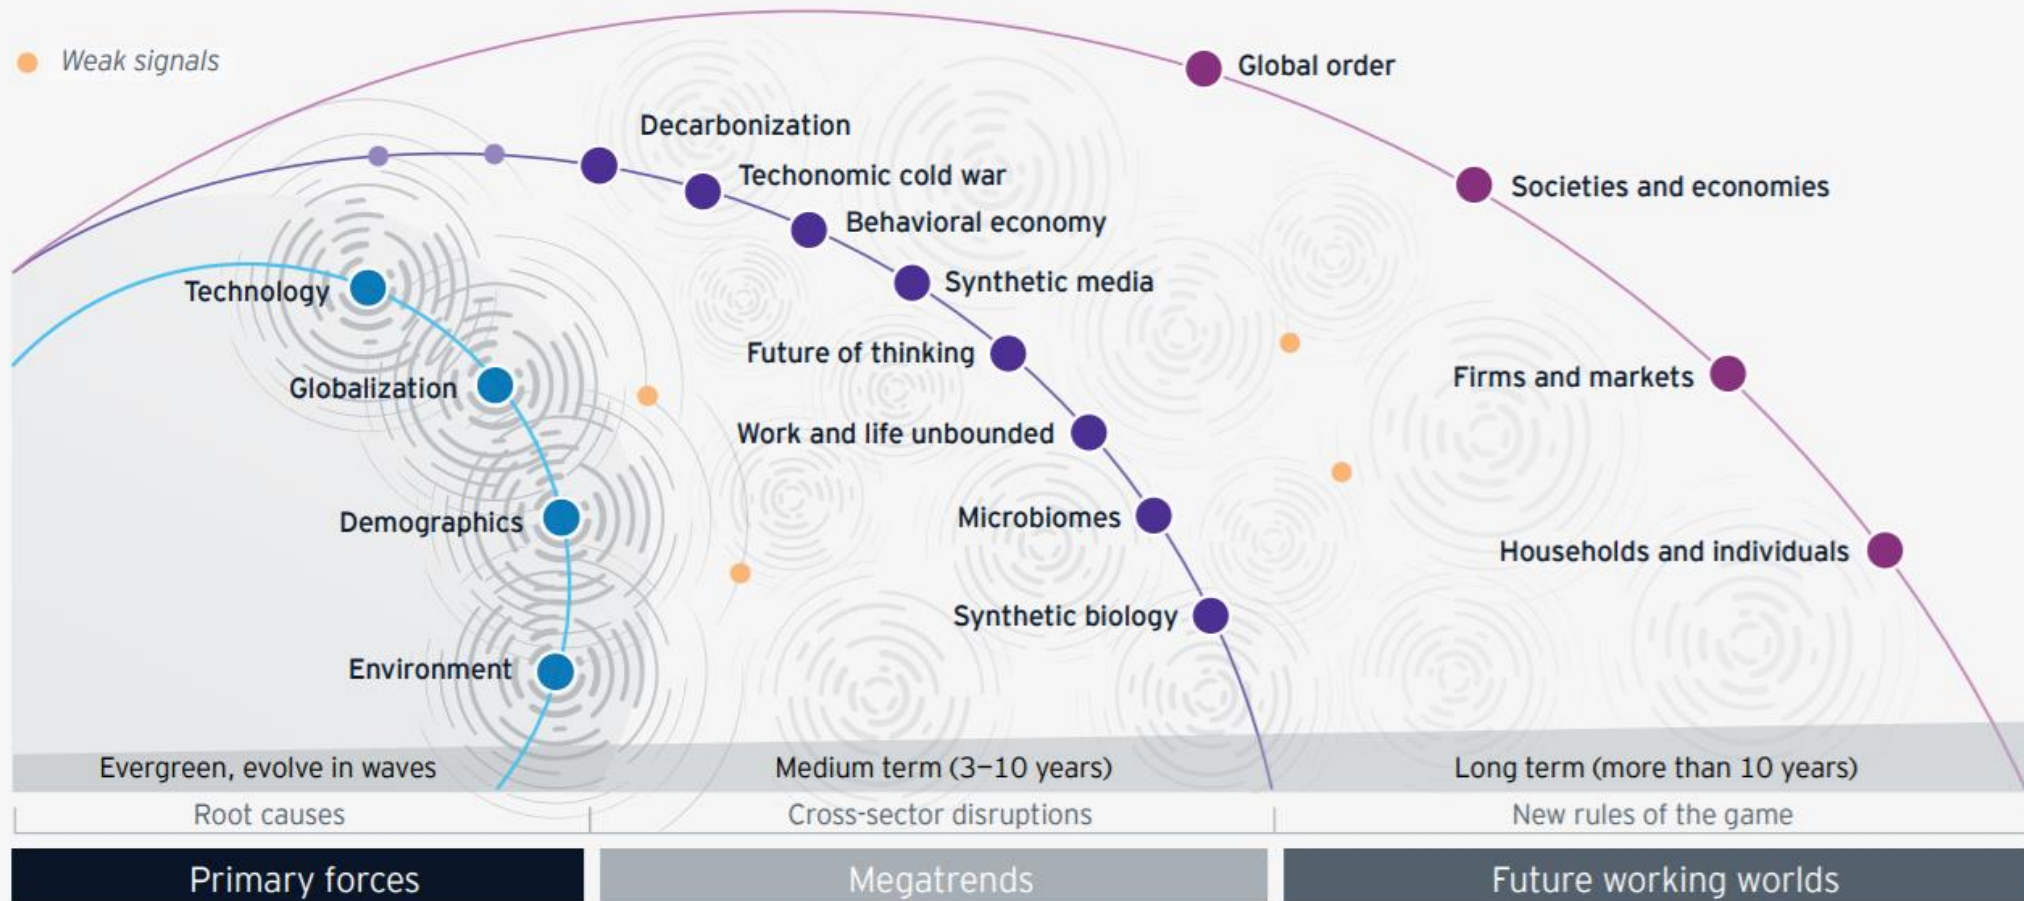 Weak signals
Global order
Decarbonization
Techonomic cold war
Societies and economies
Behavioral economy
Synthetic media
Technology
Future of thinking
Firms and markets
Globalization
Work and life unbounded
Demographics
Microbiomes
Households and individuals
Synthetic biology
Environment
Evergreen, evolve in waves
Medium term (3–10 years)
Long term (more than 10 years)
Root causes
Cross-sector disruptions
New rules of the game
Primary forces
Megatrends
Future working worlds